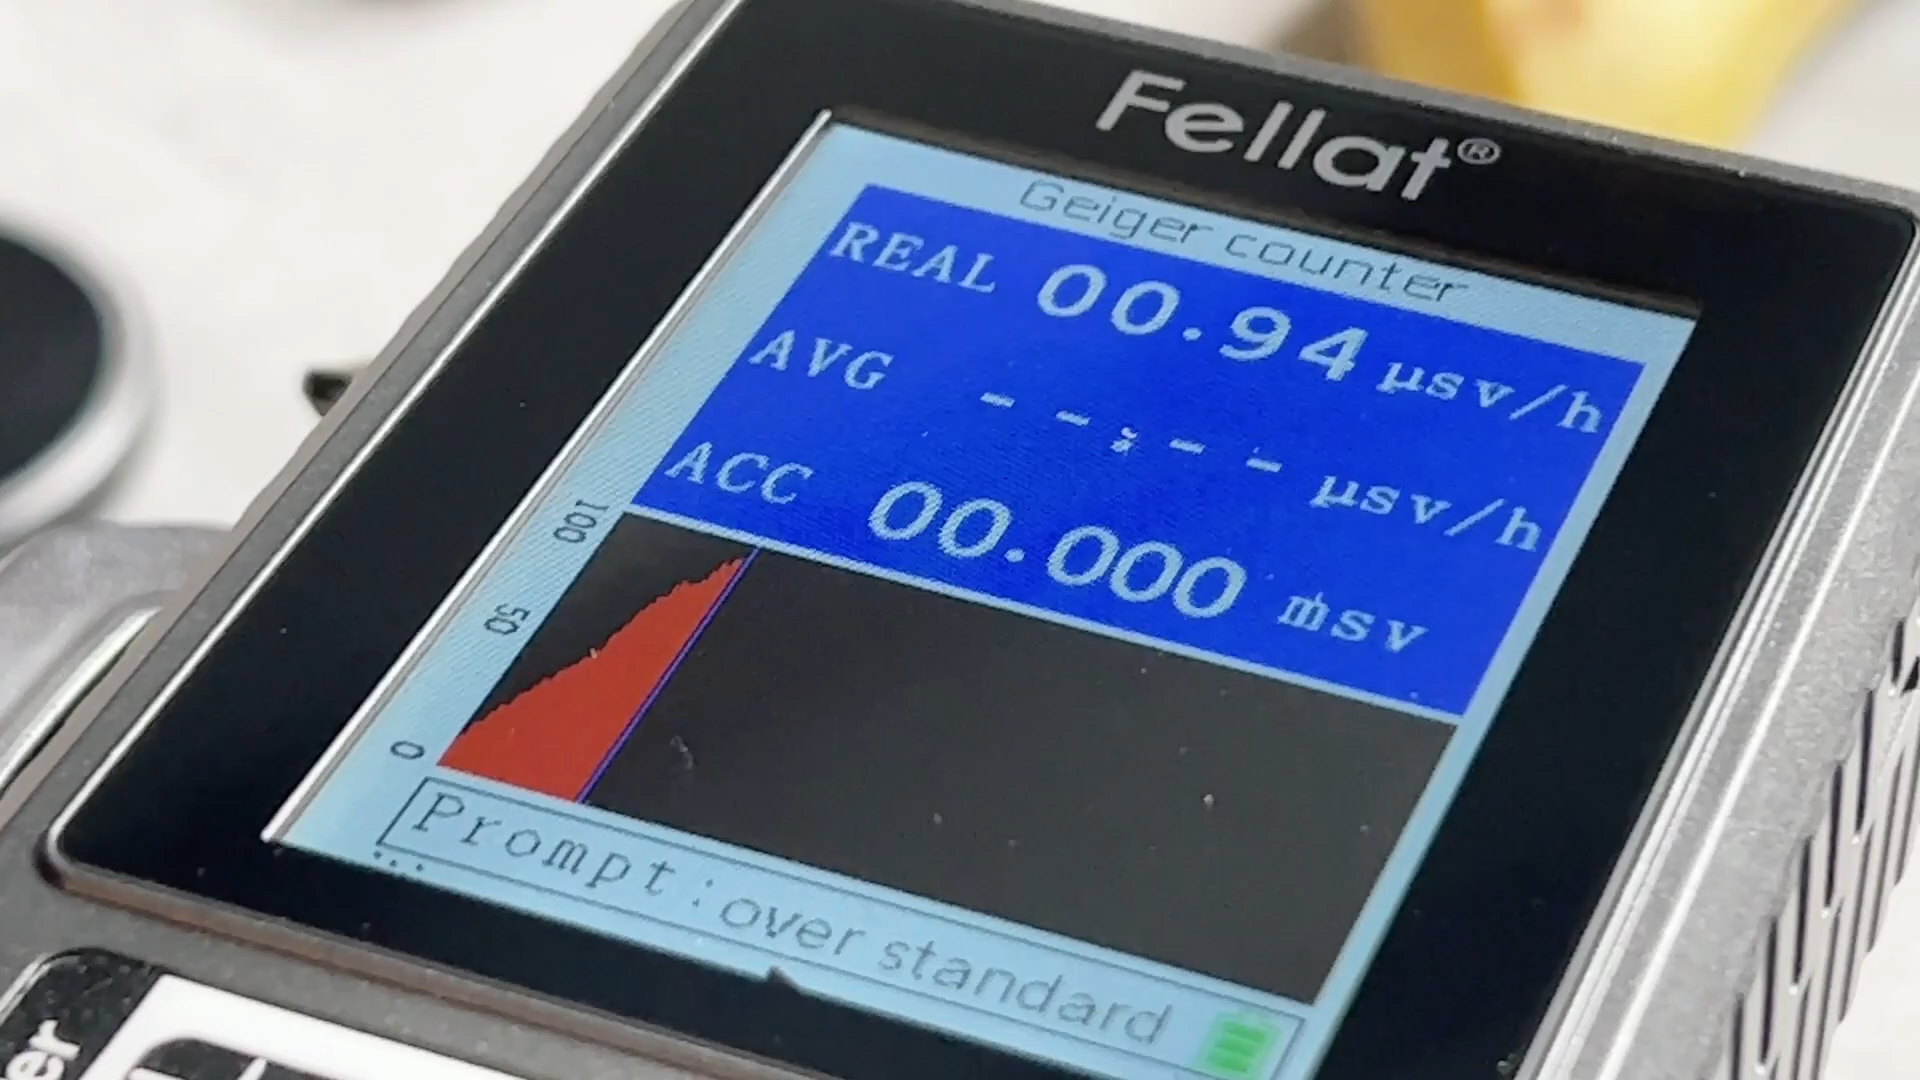 Fellat®
Geiger counter
REAL 00.94 µsv/h
AVG --.-- µsv/h
ACC 00.000 msv
100
50
0
Prompt:over standard
er